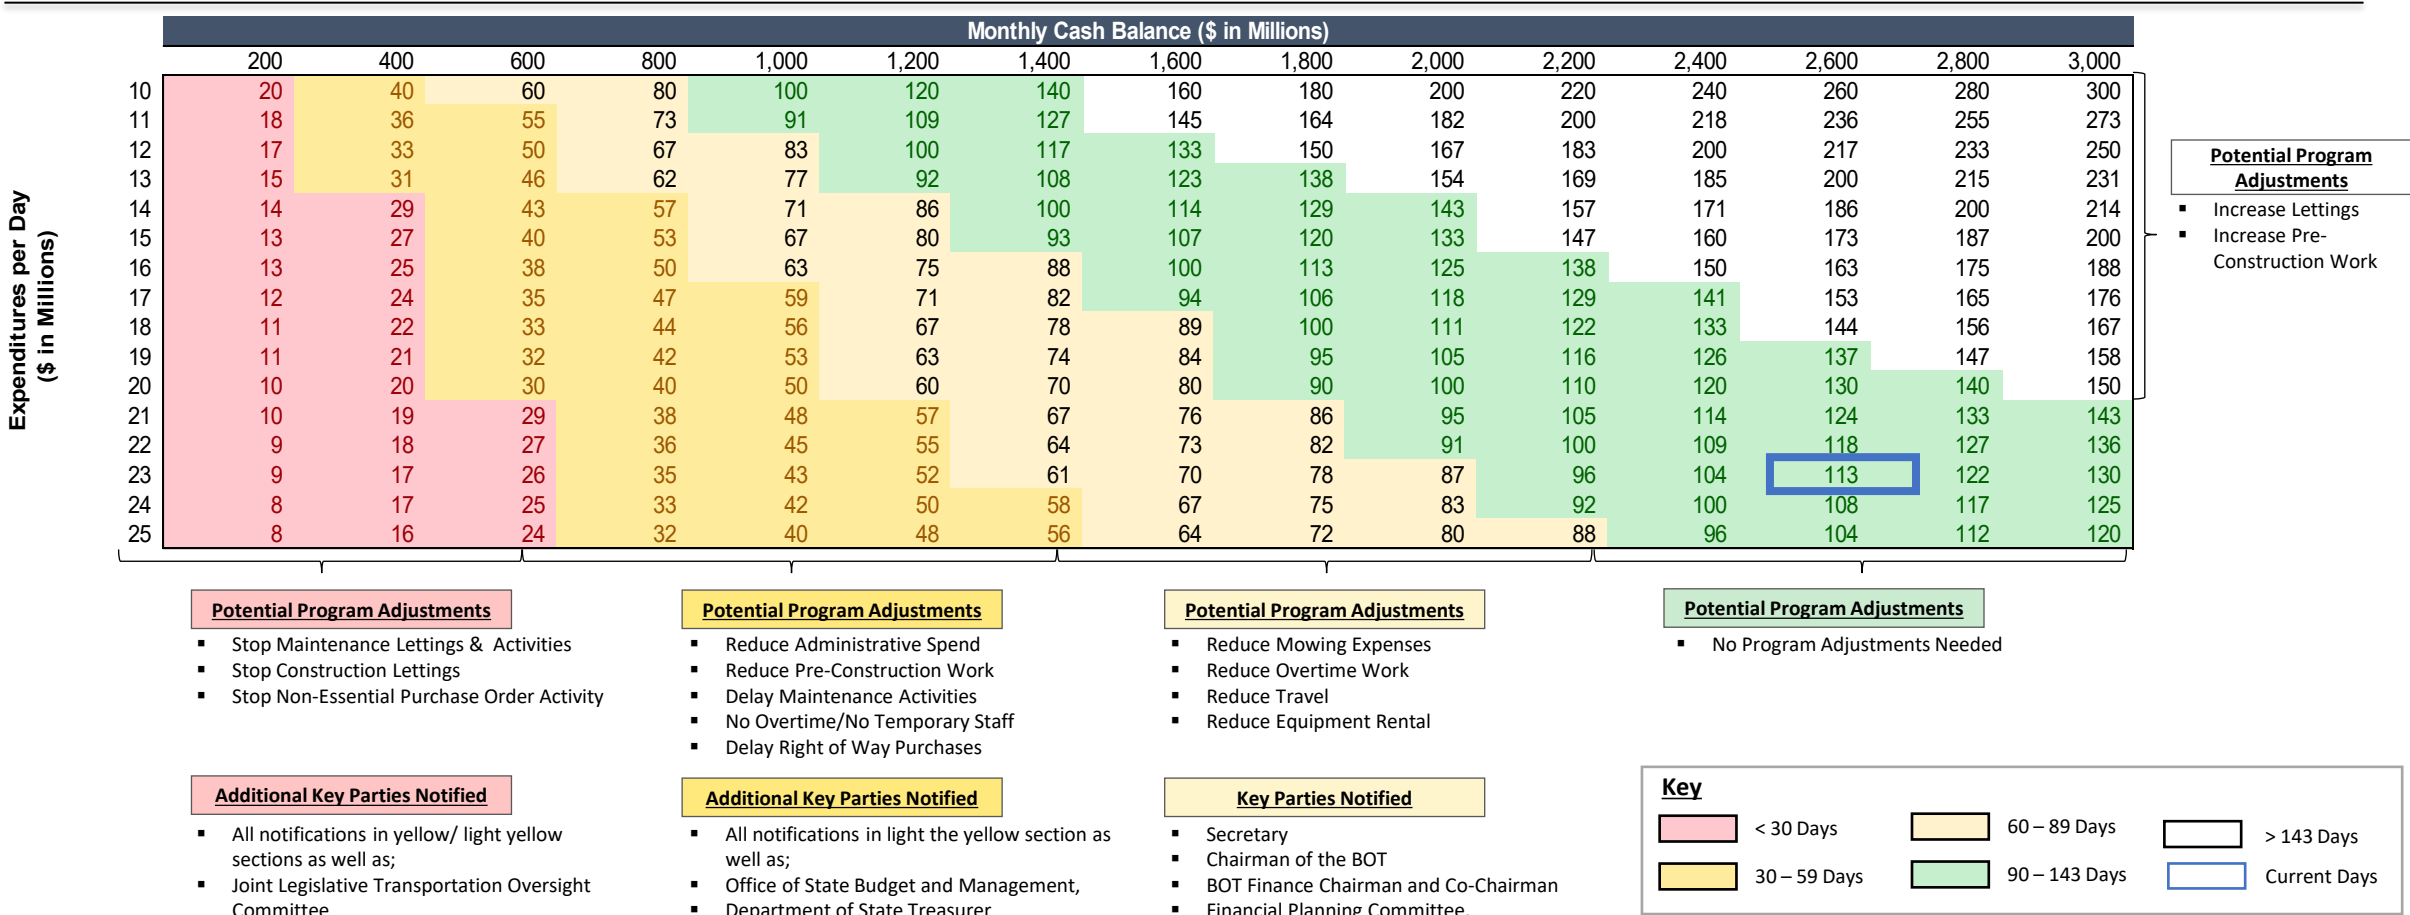 Monthly Cash Balance ($ in Millions)
200 400 600 800 1,000 1,200 1,400 1,600 1,800 2,000 2,200 2,400 2,600 2,800 3,000
Expenditures per Day
($ in Millions)
10 20 40 60 80 100 120 140 160 180 200 220 240 260 280 300
11 18 36 55 73 91 109 127 145 164 182 200 218 236 255 273
12 17 33 50 67 83 100 117 133 150 167 183 200 217 233 250
13 15 31 46 62 77 92 108 123 138 154 169 185 200 215 231
14 14 29 43 57 71 86 100 114 129 143 157 171 186 200 214
15 13 27 40 53 67 80 93 107 120 133 147 160 173 187 200
16 13 25 38 50 63 75 88 100 113 125 138 150 163 175 188
17 12 24 35 47 59 71 82 94 106 118 129 141 153 165 176
18 11 22 33 44 56 67 78 89 100 111 122 133 144 156 167
19 11 21 32 42 53 63 74 84 95 105 116 126 137 147 158
20 10 20 30 40 50 60 70 80 90 100 110 120 130 140 150
21 10 19 29 38 48 57 67 76 86 95 105 114 124 133 143
22 9 18 27 36 45 55 64 73 82 91 100 109 118 127 136
23 9 17 26 35 43 52 61 70 78 87 96 104 113 122 130
24 8 17 25 33 42 50 58 67 75 83 92 100 108 117 125
25 8 16 24 32 40 48 56 64 72 80 88 96 104 112 120
Potential Program
Adjustments
▪ Increase Lettings
▪ Increase Pre-
Construction Work
Potential Program Adjustments
▪ Stop Maintenance Lettings & Activities
▪ Stop Construction Lettings
▪ Stop Non-Essential Purchase Order Activity
Potential Program Adjustments
▪ Reduce Administrative Spend
▪ Reduce Pre-Construction Work
▪ Delay Maintenance Activities
▪ No Overtime/No Temporary Staff
▪ Delay Right of Way Purchases
Potential Program Adjustments
▪ Reduce Mowing Expenses
▪ Reduce Overtime Work
▪ Reduce Travel
▪ Reduce Equipment Rental
Potential Program Adjustments
▪ No Program Adjustments Needed
Additional Key Parties Notified
▪ All notifications in yellow/ light yellow
sections as well as;
▪ Joint Legislative Transportation Oversight
Committee
Additional Key Parties Notified
▪ All notifications in light the yellow section as
well as;
▪ Office of State Budget and Management,
▪ Department of State Treasurer
Key Parties Notified
▪ Secretary
▪ Chairman of the BOT
▪ BOT Finance Chairman and Co-Chairman
▪ Financial Planning Committee.
Key
< 30 Days
60 – 89 Days
> 143 Days
30 – 59 Days
90 – 143 Days
Current Days